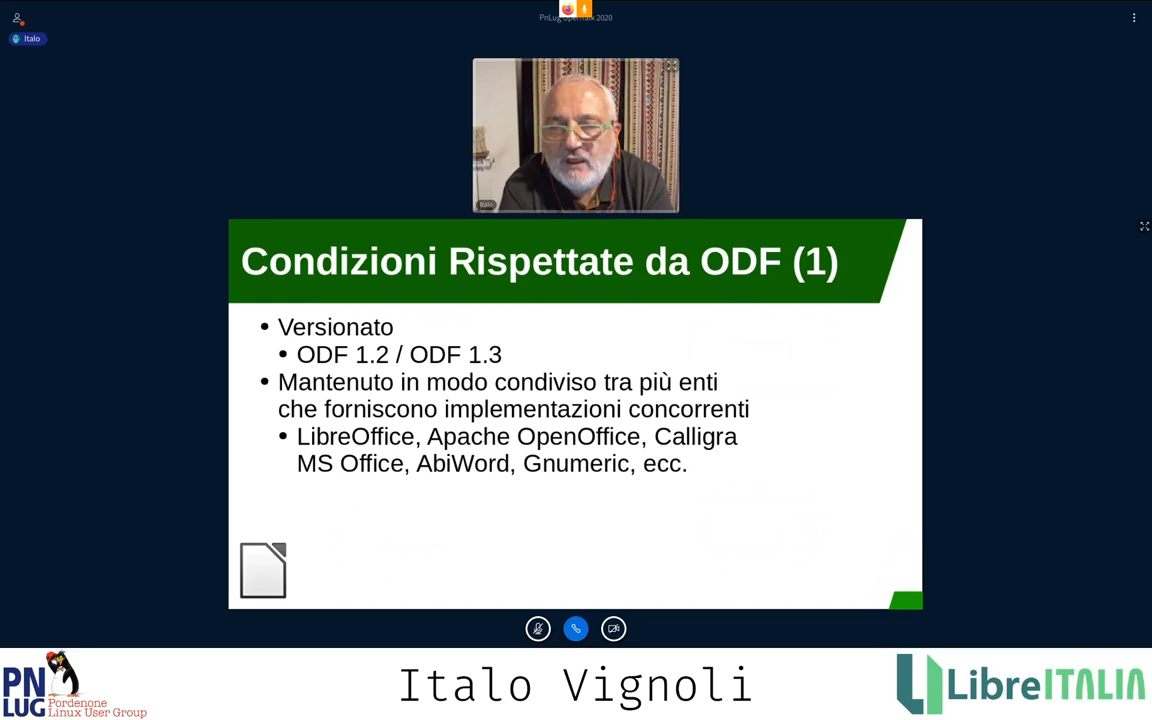 PnLug OpenTalk 2020
Italo
Italo
Condizioni Rispettate da ODF (1)
• Versionato
• ODF 1.2 / ODF 1.3
• Mantenuto in modo condiviso tra più enti
che forniscono implementazioni concorrenti
• LibreOffice, Apache OpenOffice, Calligra
MS Office, AbiWord, Gnumeric, ecc.
PN
LUG
Pordenone
Linux User Group
Italo Vignoli
LibreITALIA